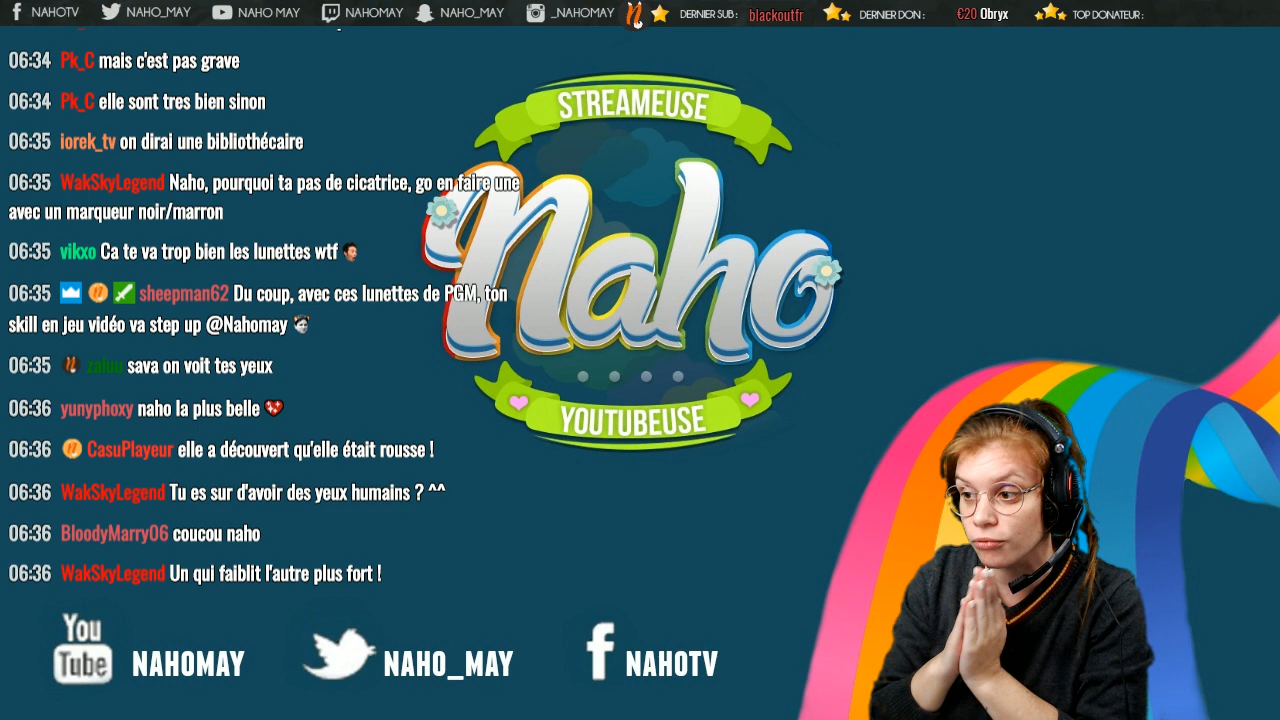 NAHOTV NAHO_MAY NAHO MAY NAHOMAY NAHO_MAY _NAHOMAY DERNIER SUB : blackoutfr DERNIER DON : €20 Obryx TOP DONATEUR :
06:34 Pk_C mais c'est pas grave
06:34 Pk_C elle sont tres bien sinon
06:35 iorek_tv on dirai une bibliothécaire
06:35 WakSkyLegend Naho, pourquoi ta pas de cicatrice, go en faire une
avec un marqueur noir/marron
06:35 vikxo Ca te va trop bien les lunettes wtf
06:35 sheepman62 Du coup, avec ces lunettes de PGM, ton
skill en jeu vidéo va step up @Nahomay
06:35 zaluu sava on voit tes yeux
06:36 yunyphoxy naho la plus belle
06:36 CasuPlayeur elle a découvert qu'elle était rousse !
06:36 WakSkyLegend Tu es sur d'avoir des yeux humains ? ^^
06:36 BloodyMarry06 coucou naho
06:36 WakSkyLegend Un qui faiblit l'autre plus fort !
STREAMEUSE
Naho
YOUTUBEUSE
You Tube NAHOMAY NAHO_MAY NAHOTV